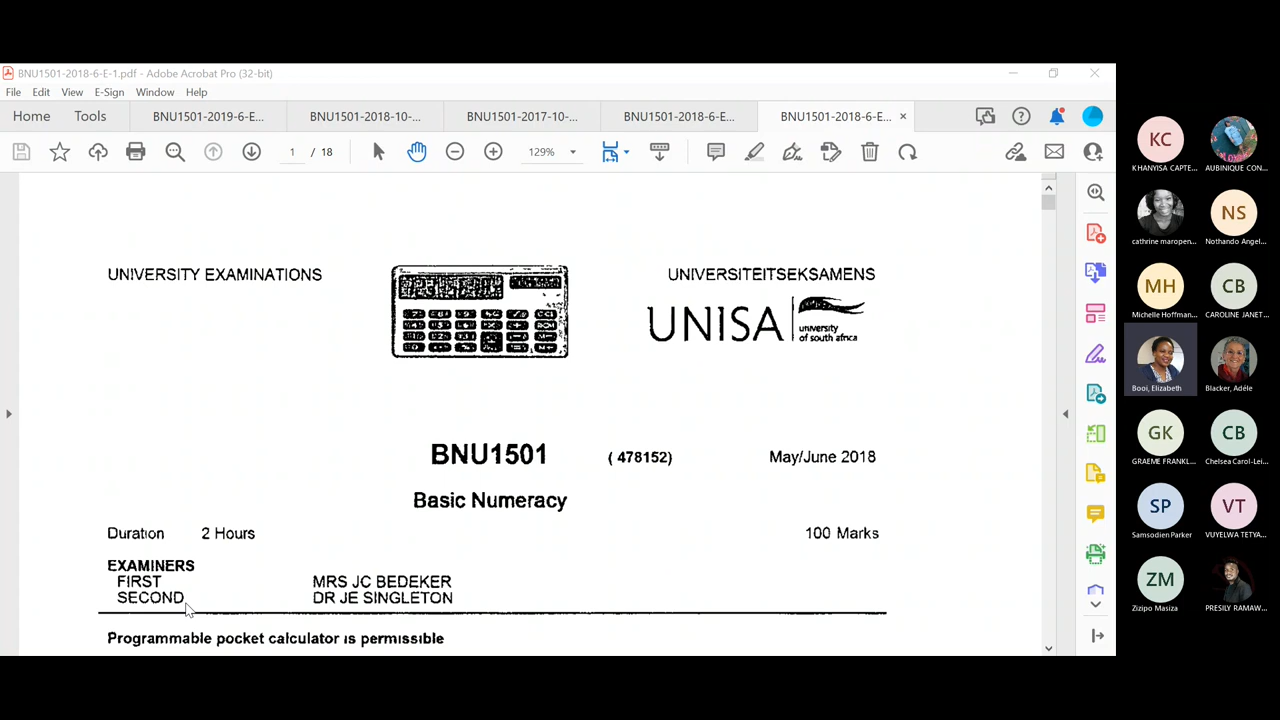 BNU1501-2018-6-E-1.pdf - Adobe Acrobat Pro (32-bit)
File Edit View E-Sign Window Help
Home Tools BNU1501-2019-6-E... BNU1501-2018-10-... BNU1501-2017-10-... BNU1501-2018-6-E... BNU1501-2018-6-E... ×
1 / 18 129%
UNIVERSITY EXAMINATIONS
UNIVERSITEITSEKSAMENS
UNISA
university
of south africa
BNU1501 (478152) May/June 2018
Basic Numeracy
Duration 2 Hours 100 Marks
EXAMINERS
FIRST MRS JC BEDEKER
SECOND DR JE SINGLETON
Programmable pocket calculator is permissible
KC
KHANYISA CAPTE... AUBINIQUE CON...
NS
cathrine maropen... Nothando Angel...
MH CB
Michelle Hoffman... CAROLINE JANET...
Booi, Elizabeth Blacker, Adéle
GK CB
GRAEME FRANKL... Chelsea Carol-Lei...
SP VT
Samsodien Parker VUYELWA TETYA...
ZM
Zizipo Masiza PRESILY RAMAW...